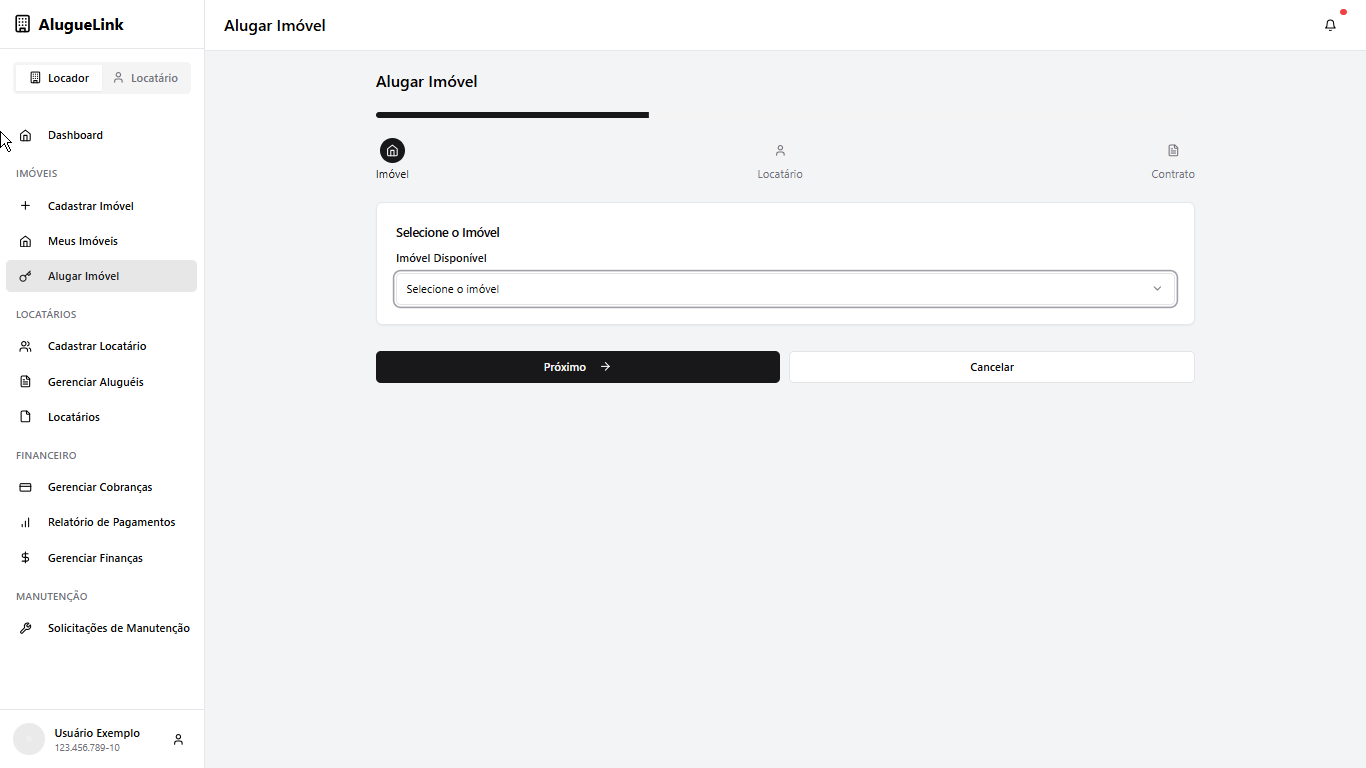 AlugueLink
Locador
Locatário
Dashboard
IMÓVEIS
Cadastrar Imóvel
Meus Imóveis
Alugar Imóvel
LOCATÁRIOS
Cadastrar Locatário
Gerenciar Aluguéis
Locatários
FINANCEIRO
Gerenciar Cobranças
Relatório de Pagamentos
Gerenciar Finanças
MANUTENÇÃO
Solicitações de Manutenção
Usuário Exemplo
123.456.789-10
Alugar Imóvel
Alugar Imóvel
Imóvel
Locatário
Contrato
Selecione o Imóvel
Imóvel Disponível
Selecione o imóvel
Próximo
Cancelar